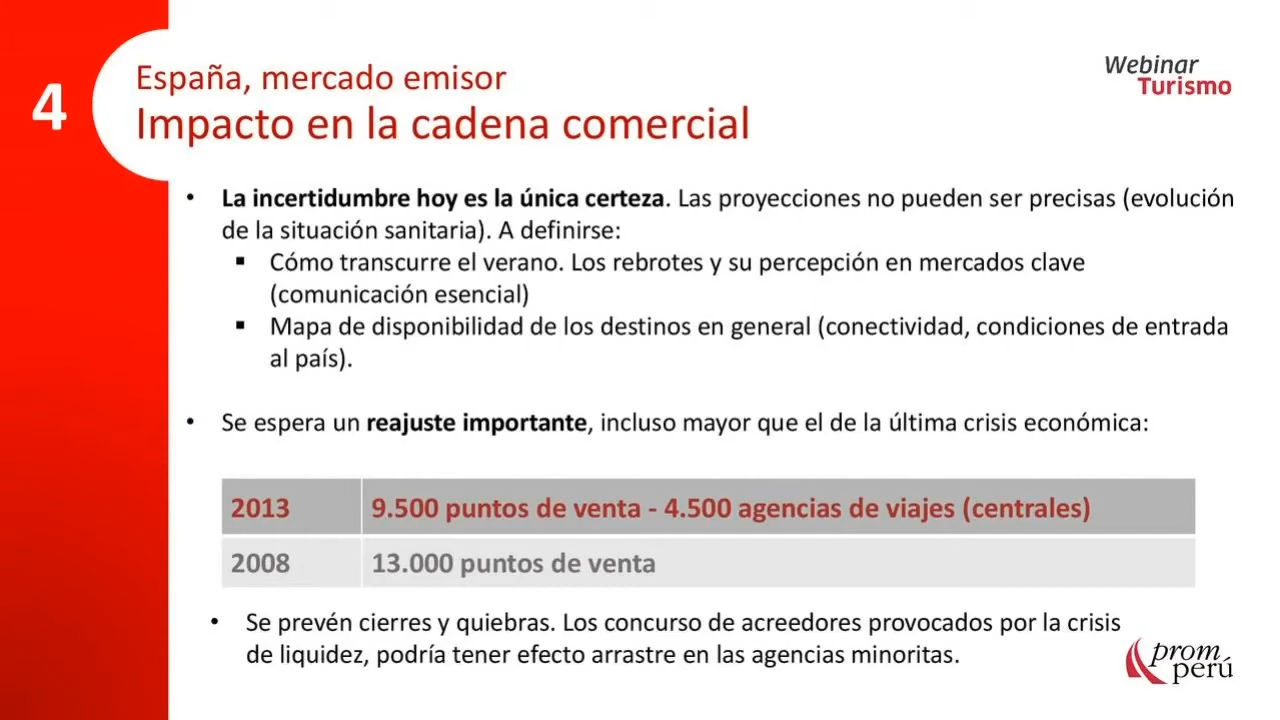 4
España, mercado emisor
Impacto en la cadena comercial
Webinar
Turismo
• La incertidumbre hoy es la única certeza. Las proyecciones no pueden ser precisas (evolución
de la situación sanitaria). A definirse:
▪ Cómo transcurre el verano. Los rebrotes y su percepción en mercados clave
(comunicación esencial)
▪ Mapa de disponibilidad de los destinos en general (conectividad, condiciones de entrada
al país).
• Se espera un reajuste importante, incluso mayor que el de la última crisis económica:
2013 9.500 puntos de venta - 4.500 agencias de viajes (centrales)
2008 13.000 puntos de venta
• Se prevén cierres y quiebras. Los concurso de acreedores provocados por la crisis
de liquidez, podría tener efecto arrastre en las agencias minoritas.
prom
perú